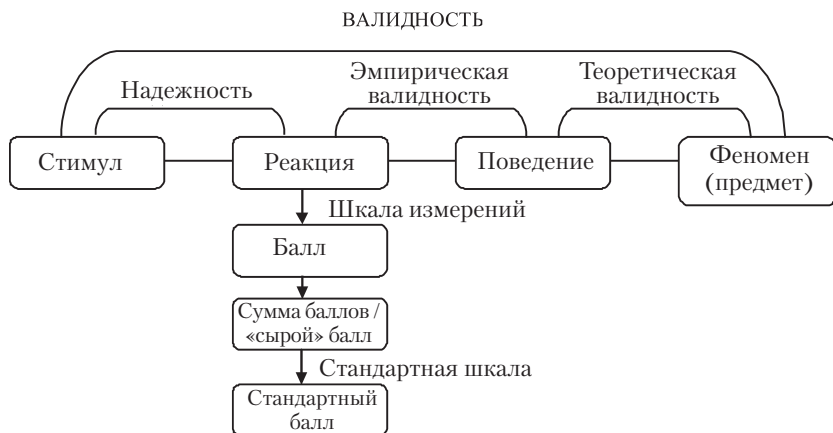 ВАЛИДНОСТЬ
Надежность
Эмпирическая
валидность
Теоретическая
валидность
Стимул
Реакция
Поведение
Феномен
(предмет)
Шкала измерений
Балл
Сумма баллов /
«сырой» балл
Стандартная шкала
Стандартный
балл